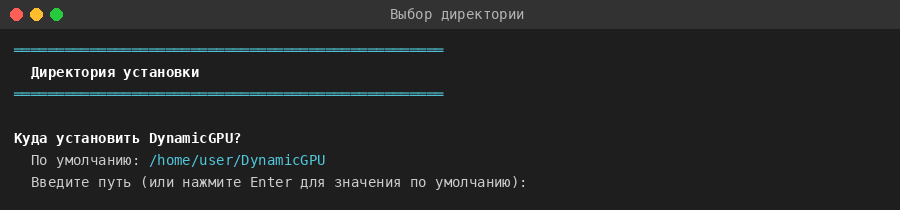 Выбор директории
Директория установки
Куда установить DynamicGPU?
По умолчанию: /home/user/DynamicGPU
Введите путь (или нажмите Enter для значения по умолчанию):